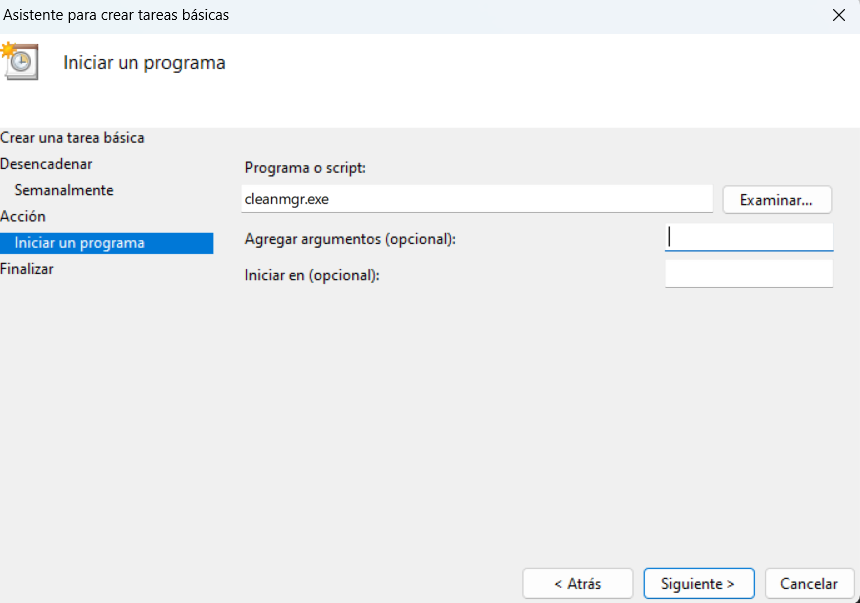 Asistente para crear tareas básicas
Iniciar un programa
Crear una tarea básica
Desencadenar
Semanalmente
Acción
Iniciar un programa
Finalizar
Programa o script:
cleanmgr.exe
Examinar...
Agregar argumentos (opcional):
Iniciar en (opcional):
< Atrás
Siguiente >
Cancelar